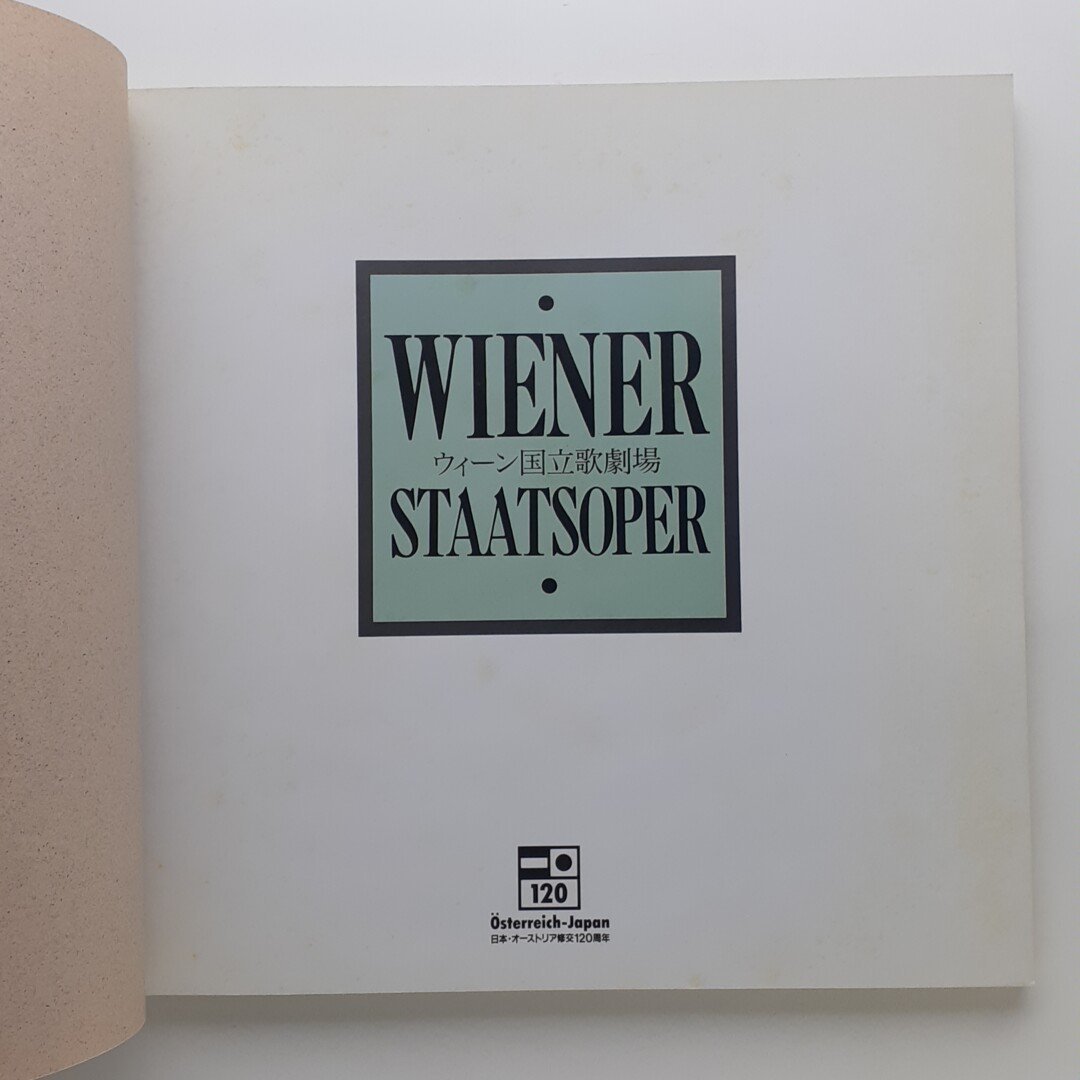 WIENER
ウィーン国立歌劇場
STAATSOPER
120
Österreich-Japan
日本・オーストリア修交120周年